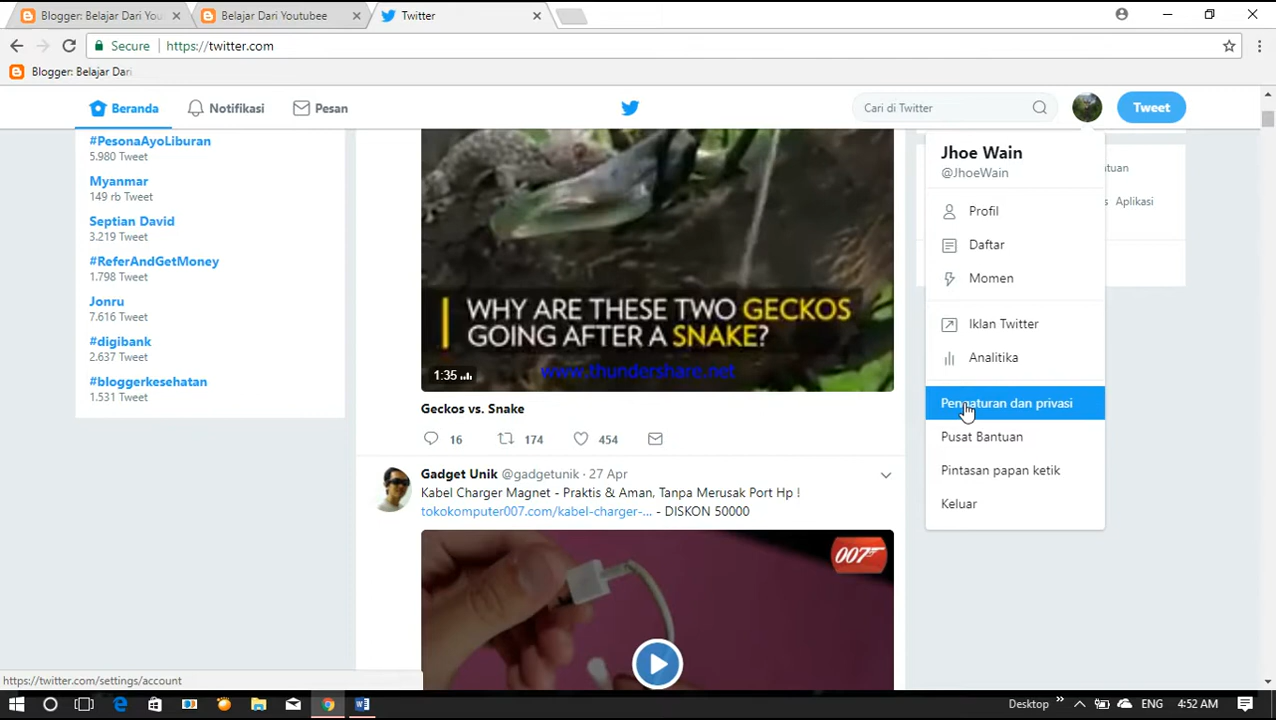 Blogger: Belajar Dari You
Belajar Dari Youtubee
Twitter
Secure
https://twitter.com
Blogger: Belajar Dari
Beranda
Notifikasi
Pesan
Cari di Twitter
Tweet
#PesonaAyoLiburan
5.980 Tweet
Myanmar
149 rb Tweet
Septian David
3.219 Tweet
#ReferAndGetMoney
1.798 Tweet
Jonru
7.616 Tweet
#digibank
2.637 Tweet
#bloggerkesehatan
1.531 Tweet
WHY ARE THESE TWO GECKOS
GOING AFTER A SNAKE?
www.thundershare.net
1:35
Geckos vs. Snake
16 174 454
Gadget Unik @gadgetunik · 27 Apr
Kabel Charger Magnet - Praktis & Aman, Tanpa Merusak Port Hp !
tokokomputer007.com/kabel-charger-... - DISKON 50000
007
Jhoe Wain
@JhoeWain
Profil
Daftar
Momen
Iklan Twitter
Analitika
Pengaturan dan privasi
Pusat Bantuan
Pintasan papan ketik
Keluar
Aplikasi
https://twitter.com/settings/account
Desktop
ENG
4:52 AM